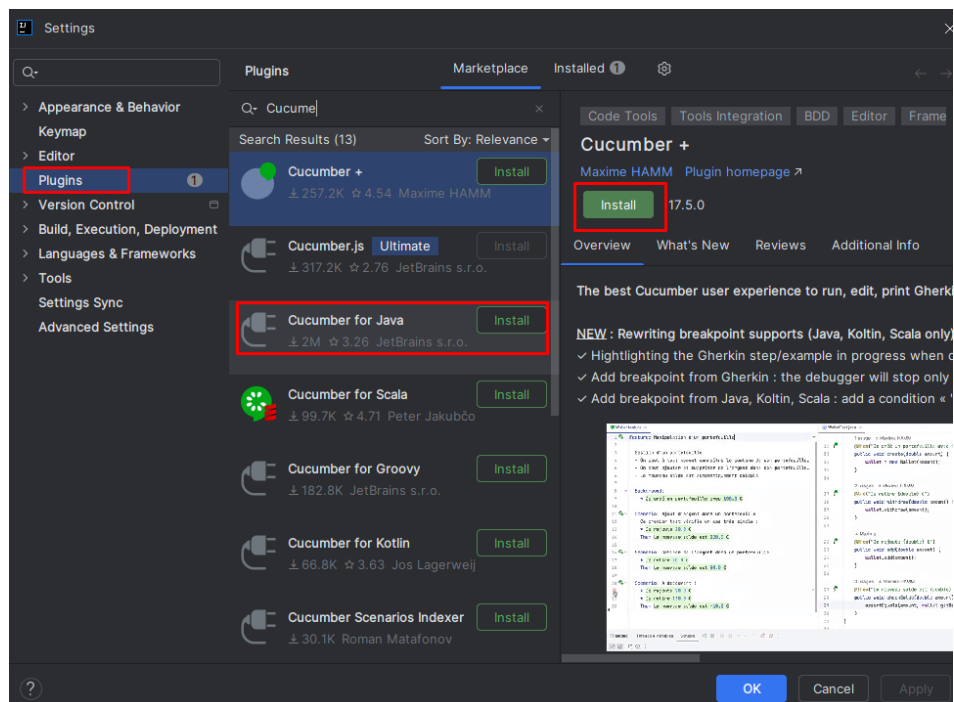 Settings
Plugins
Marketplace
Installed 1
Appearance & Behavior
Keymap
Editor
Plugins 1
Version Control
Build, Execution, Deployment
Languages & Frameworks
Tools
Settings Sync
Advanced Settings
Cucume
Search Results (13) Sort By: Relevance
Cucumber + Install
257.2K 4.54 Maxime HAMM
Cucumber.js Ultimate Install
317.2K 2.76 JetBrains s.r.o.
Cucumber for Java Install
2M 3.26 JetBrains s.r.o.
Cucumber for Scala Install
99.7K 4.71 Peter Jakubčo
Cucumber for Groovy Install
182.8K JetBrains s.r.o.
Cucumber for Kotlin Install
66.8K 3.63 Jos Lagerweij
Cucumber Scenarios Indexer Install
30.1K Roman Matafonov
Code Tools Tools Integration BDD Editor Frame
Cucumber +
Maxime HAMM Plugin homepage
Install 17.5.0
Overview What's New Reviews Additional Info
The best Cucumber user experience to run, edit, print Gherki
NEW : Rewriting breakpoint supports (Java, Koltin, Scala only)
✓ Hightlighting the Gherkin step/example in progress when
✓ Add breakpoint from Gherkin : the debugger will stop only
✓ Add breakpoint from Java, Koltin, Scala : add a condition «
? OK Cancel Apply